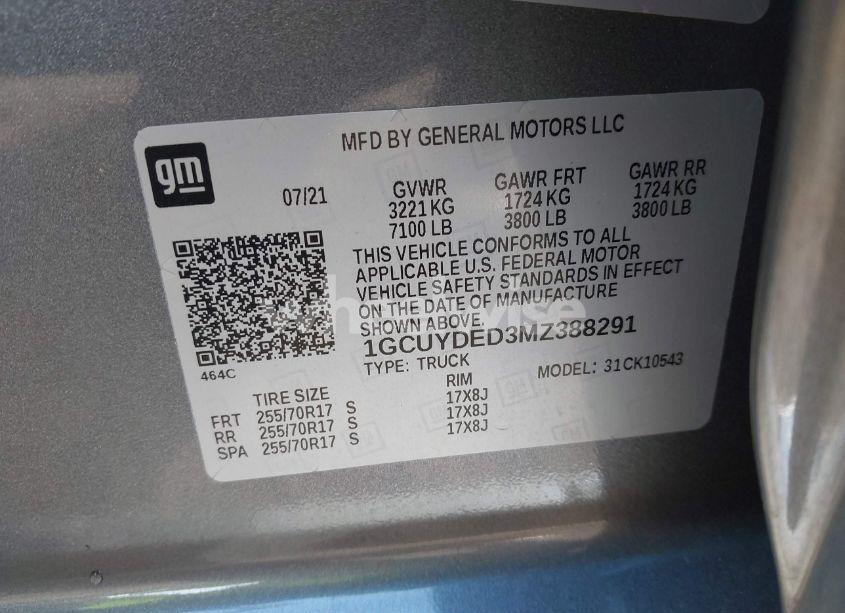 gm
MFD BY GENERAL MOTORS LLC
07/21
GVWR GAWR FRT GAWR RR
3221 KG 1724 KG 1724 KG
7100 LB 3800 LB 3800 LB
THIS VEHICLE CONFORMS TO ALL
APPLICABLE U.S. FEDERAL MOTOR
VEHICLE SAFETY STANDARDS IN EFFECT
ON THE DATE OF MANUFACTURE
SHOWN ABOVE.
1GCUYDED3MZ388291
TYPE: TRUCK MODEL: 31CK10543
464C
TIRE SIZE RIM
FRT 255/70R17 S 17X8J
RR 255/70R17 S 17X8J
SPA 255/70R17 S 17X8J